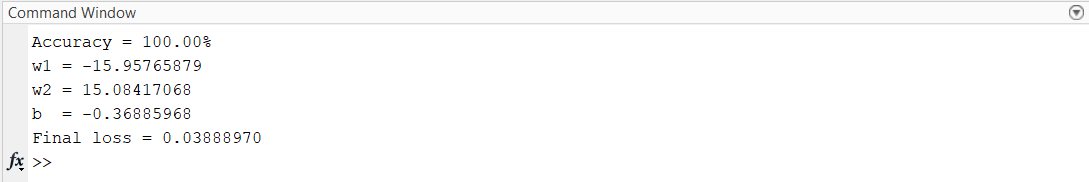 Command Window
Accuracy = 100.00%
w1 = -15.95765879
w2 = 15.08417068
b  = -0.36885968
Final loss = 0.03888970
fx >>